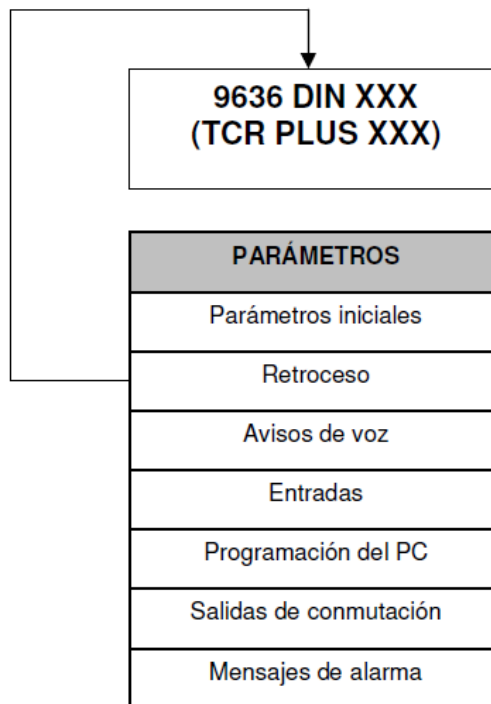 9636 DIN XXX
(TCR PLUS XXX)
PARÁMETROS
Parámetros iniciales
Retroceso
Avisos de voz
Entradas
Programación del PC
Salidas de conmutación
Mensajes de alarma